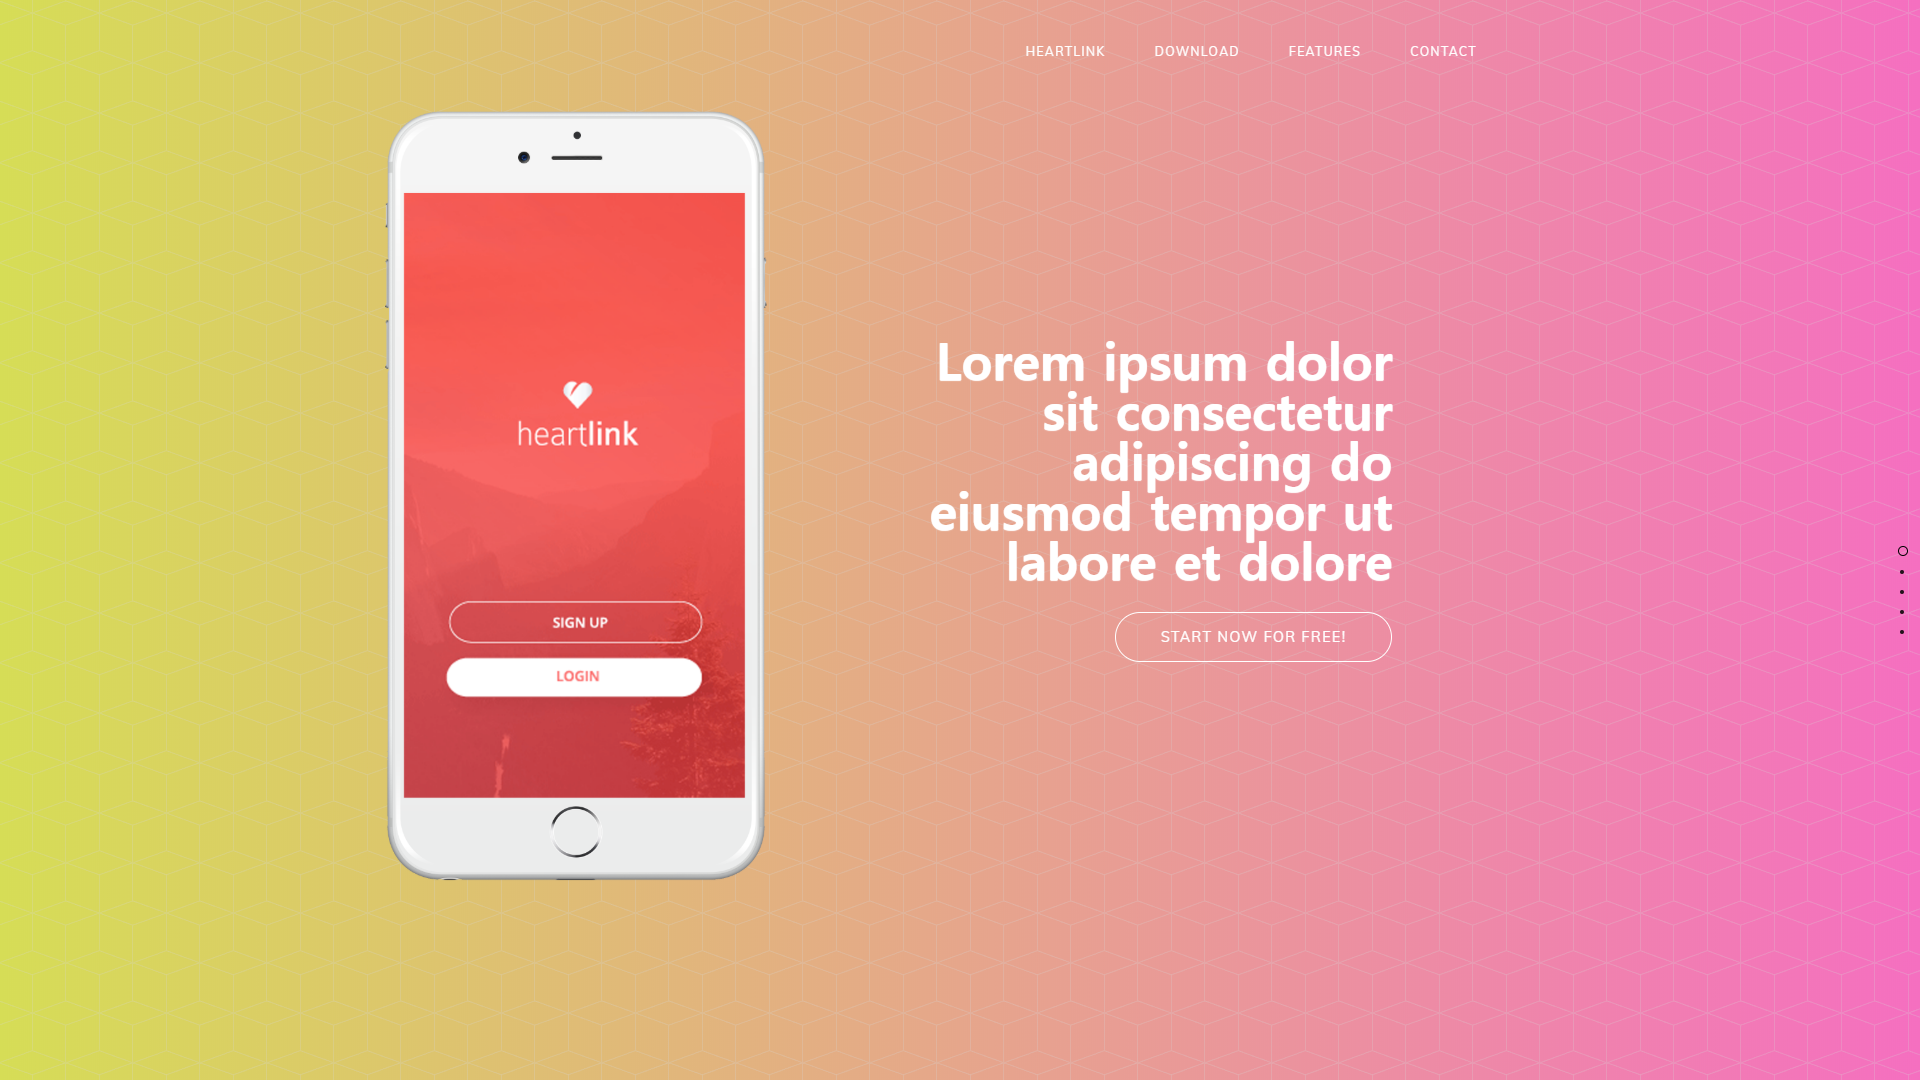 HEARTLINK DOWNLOAD FEATURES CONTACT
heartlink
SIGN UP
LOGIN
Lorem ipsum dolor
sit consectetur
adipiscing do
eiusmod tempor ut
labore et dolore
START NOW FOR FREE!